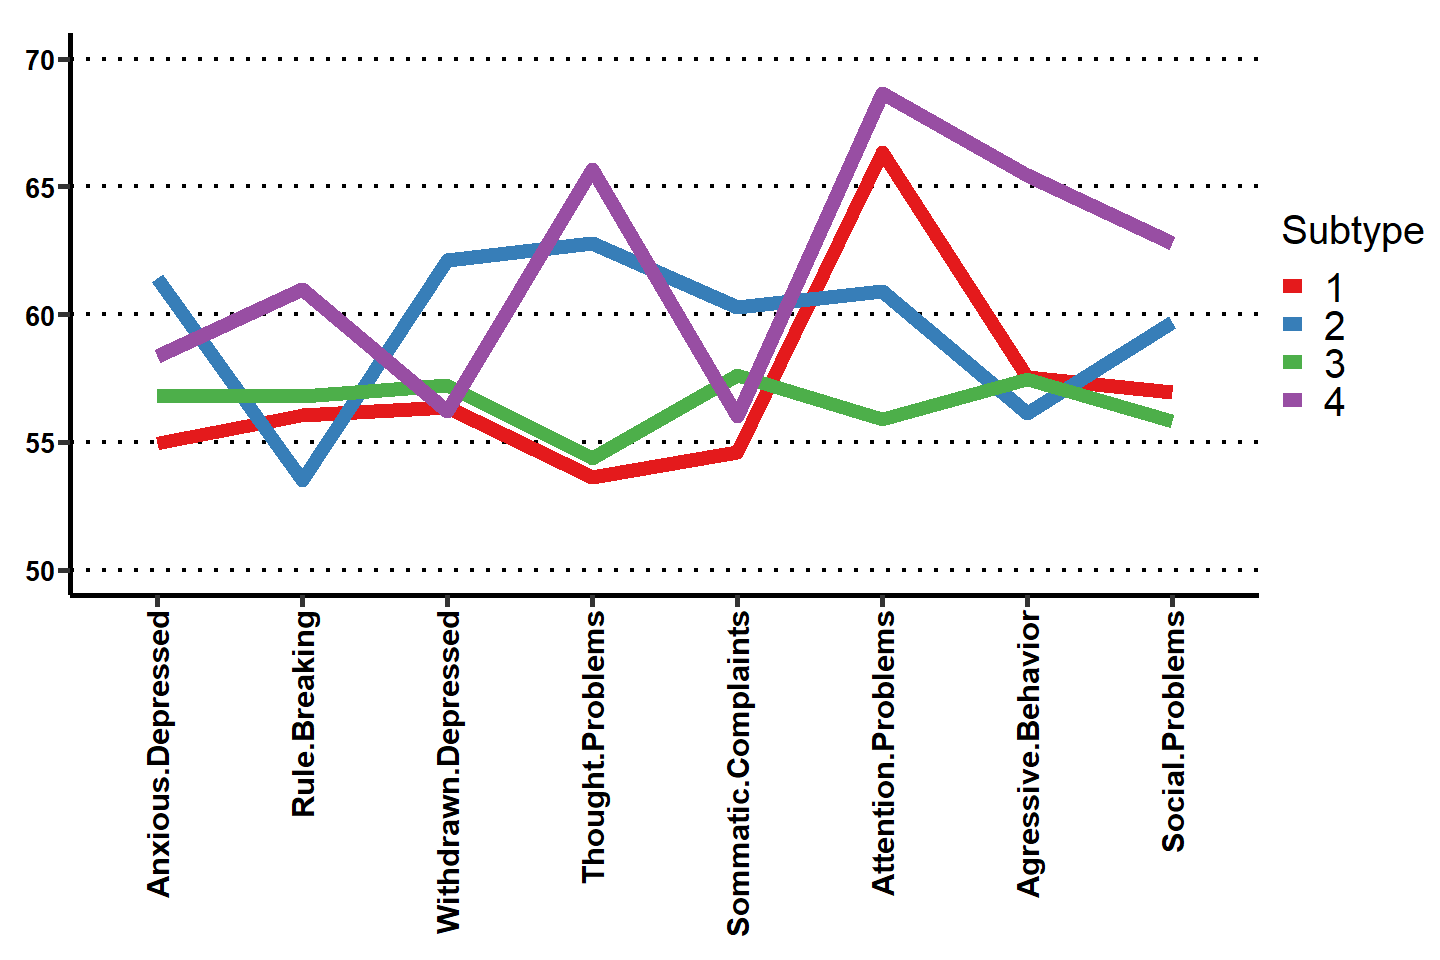 70
65
60
55
50
Anxious.Depressed
Rule.Breaking
Withdrawn.Depressed
Thought.Problems
Sommatic.Complaints
Attention.Problems
Agressive.Behavior
Social.Problems
Subtype
1
2
3
4